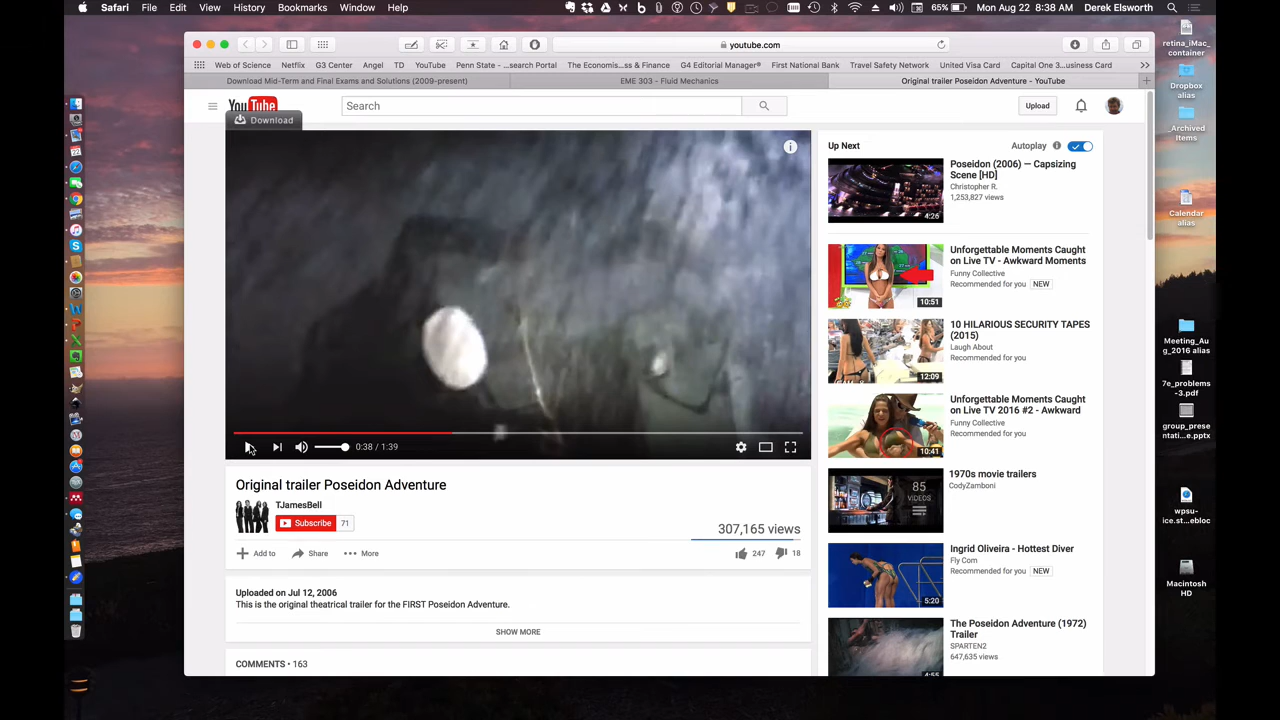 Safari File Edit View History Bookmarks Window Help
65% Mon Aug 22 8:38 AM Derek Elsworth
youtube.com
Web of Science Netflix G3 Center Angel TD YouTube Penn State - ...search Portal The Economis...ss & Finance G4 Editorial Manager® First National Bank Travel Safety Network United Visa Card Capital One 3...usiness Card
Download Mid-Term and Final Exams and Solutions (2009-present) EME 303 - Fluid Mechanics Original trailer Poseidon Adventure - YouTube
YouTube
Search
Upload
Download
0:38 / 1:39
Original trailer Poseidon Adventure
TJamesBell
Subscribe 71
307,165 views
Add to Share More
247 18
Uploaded on Jul 12, 2006
This is the original theatrical trailer for the FIRST Poseidon Adventure.
SHOW MORE
COMMENTS • 163
Up Next
Autoplay
Poseidon (2006) — Capsizing
Scene [HD]
Christopher R.
1,253,827 views
4:26
Unforgettable Moments Caught
on Live TV - Awkward Moments
Funny Collective
Recommended for you NEW
10:51
10 HILARIOUS SECURITY TAPES
(2015)
Laugh About
Recommended for you
12:09
Unforgettable Moments Caught
on Live TV 2016 #2 - Awkward
Funny Collective
Recommended for you
10:41
1970s movie trailers
CodyZamboni
85
VIDEOS
Ingrid Oliveira - Hottest Diver
Fly Com
Recommended for you NEW
5:20
The Poseidon Adventure (1972)
Trailer
SPARTEN2
647,635 views
4:55
retina_iMac_
container
Dropbox
alias
_Archived
Items
Calendar
alias
Meeting_Au
g_2016 alias
7e_problems
-3.pdf
group_prese
ntati...e.pptx
wpsu-
ice.st...ebloc
Macintosh
HD